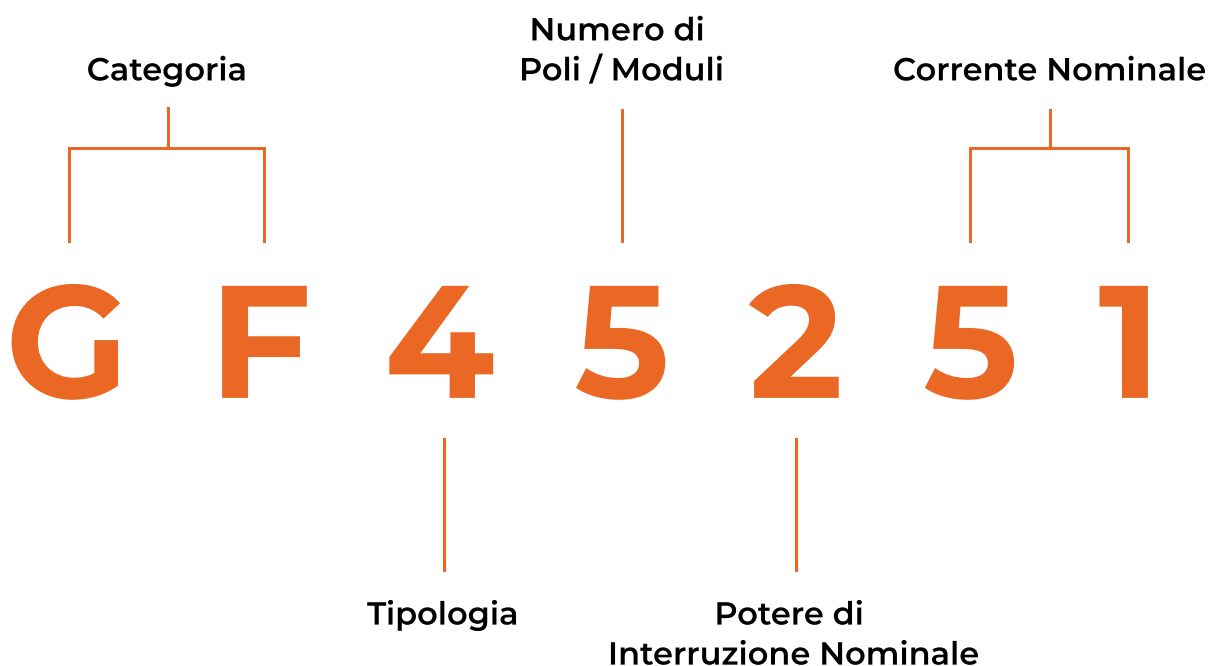 Categoria
Numero di
Poli / Moduli
Corrente Nominale
G F 4 5 2 5 1
Tipologia
Potere di
Interruzione Nominale